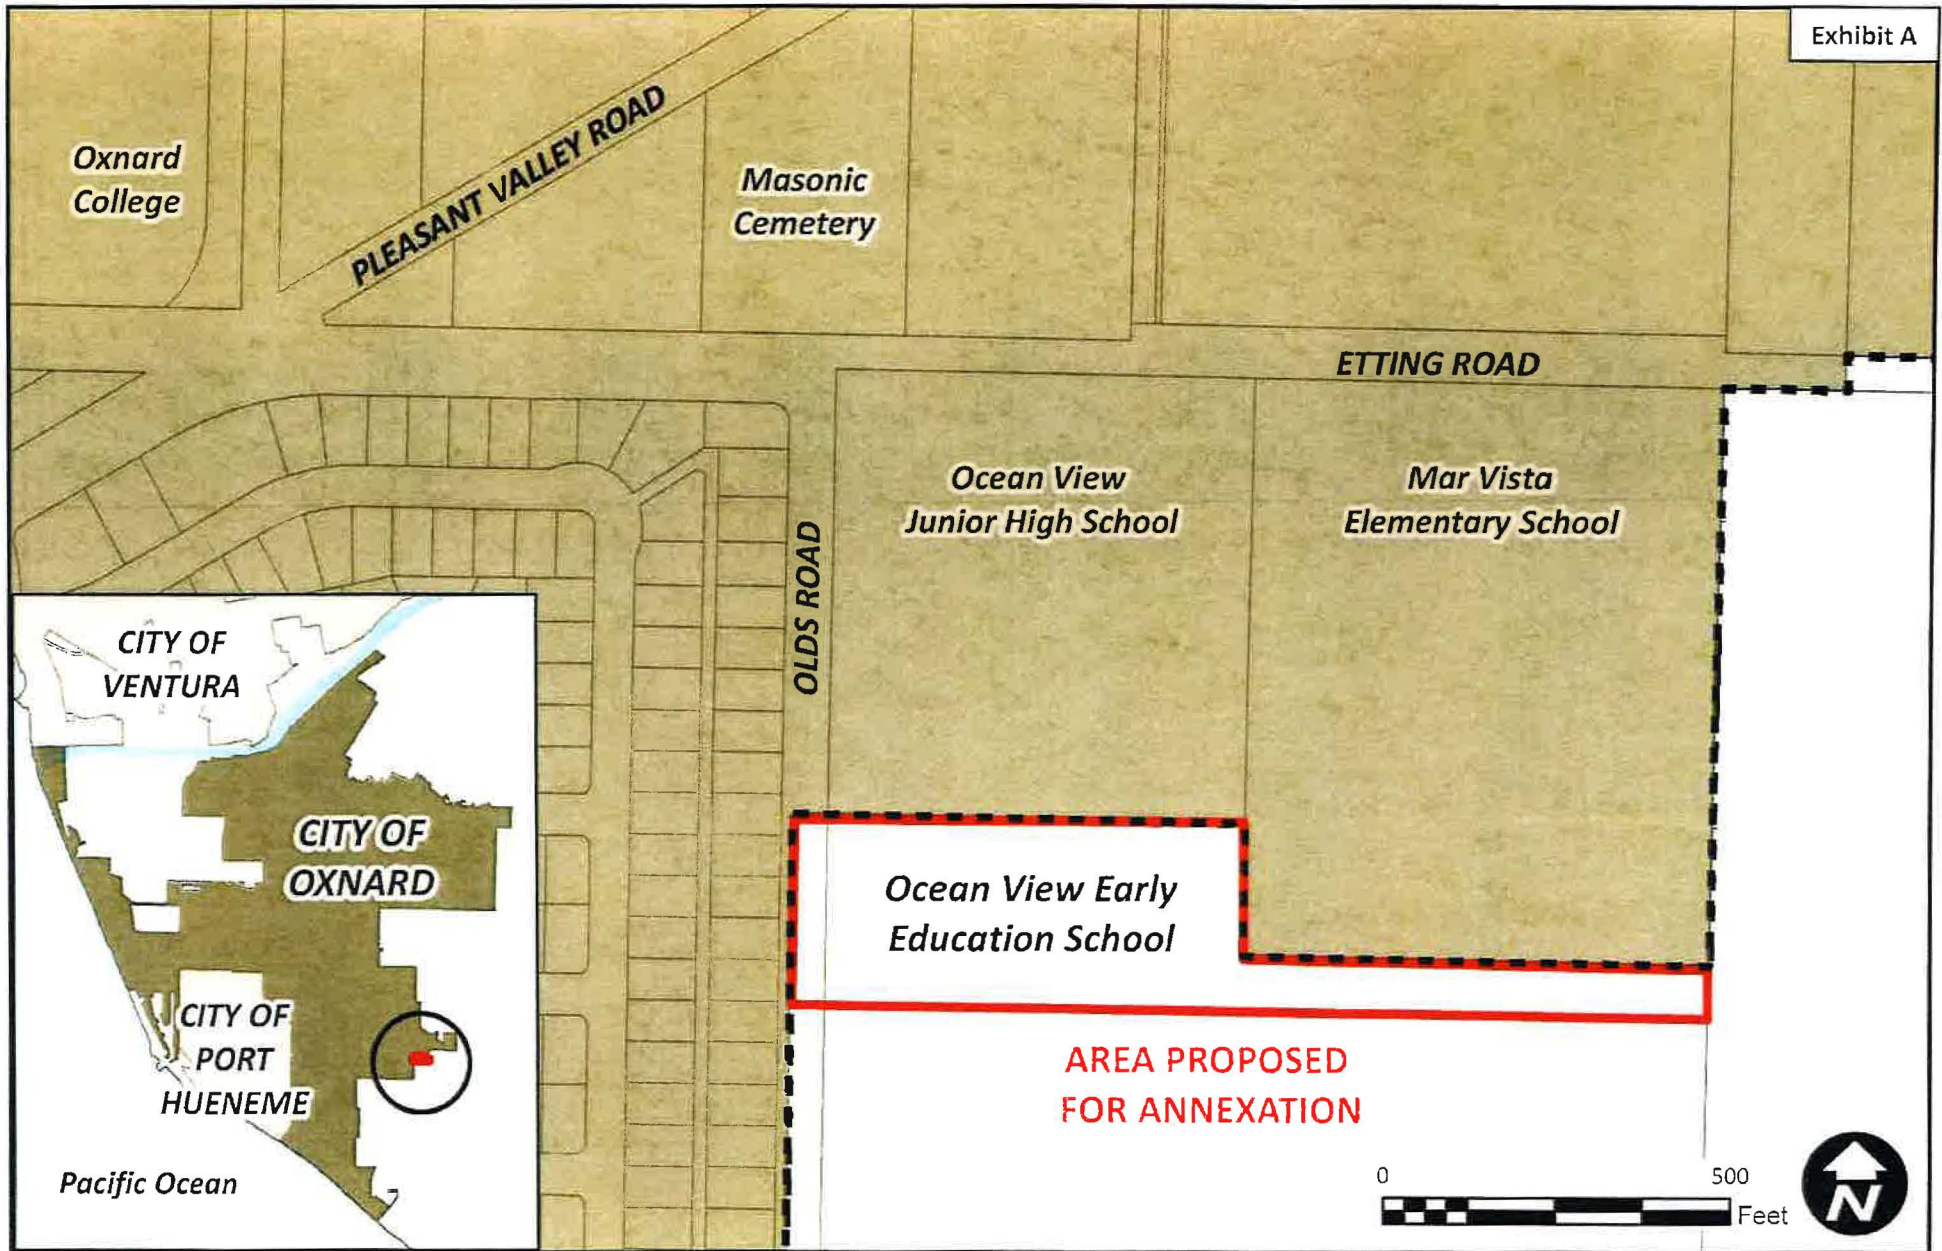 Exhibit A
Oxnard
College
PLEASANT VALLEY ROAD
Masonic
Cemetery
ETTING ROAD
Ocean View
Junior High School
Mar Vista
Elementary School
OLDS ROAD
CITY OF
VENTURA
CITY OF
OXNARD
CITY OF
PORT
HUENEME
Pacific Ocean
Ocean View Early
Education School
AREA PROPOSED
FOR ANNEXATION
0 500
Feet
N